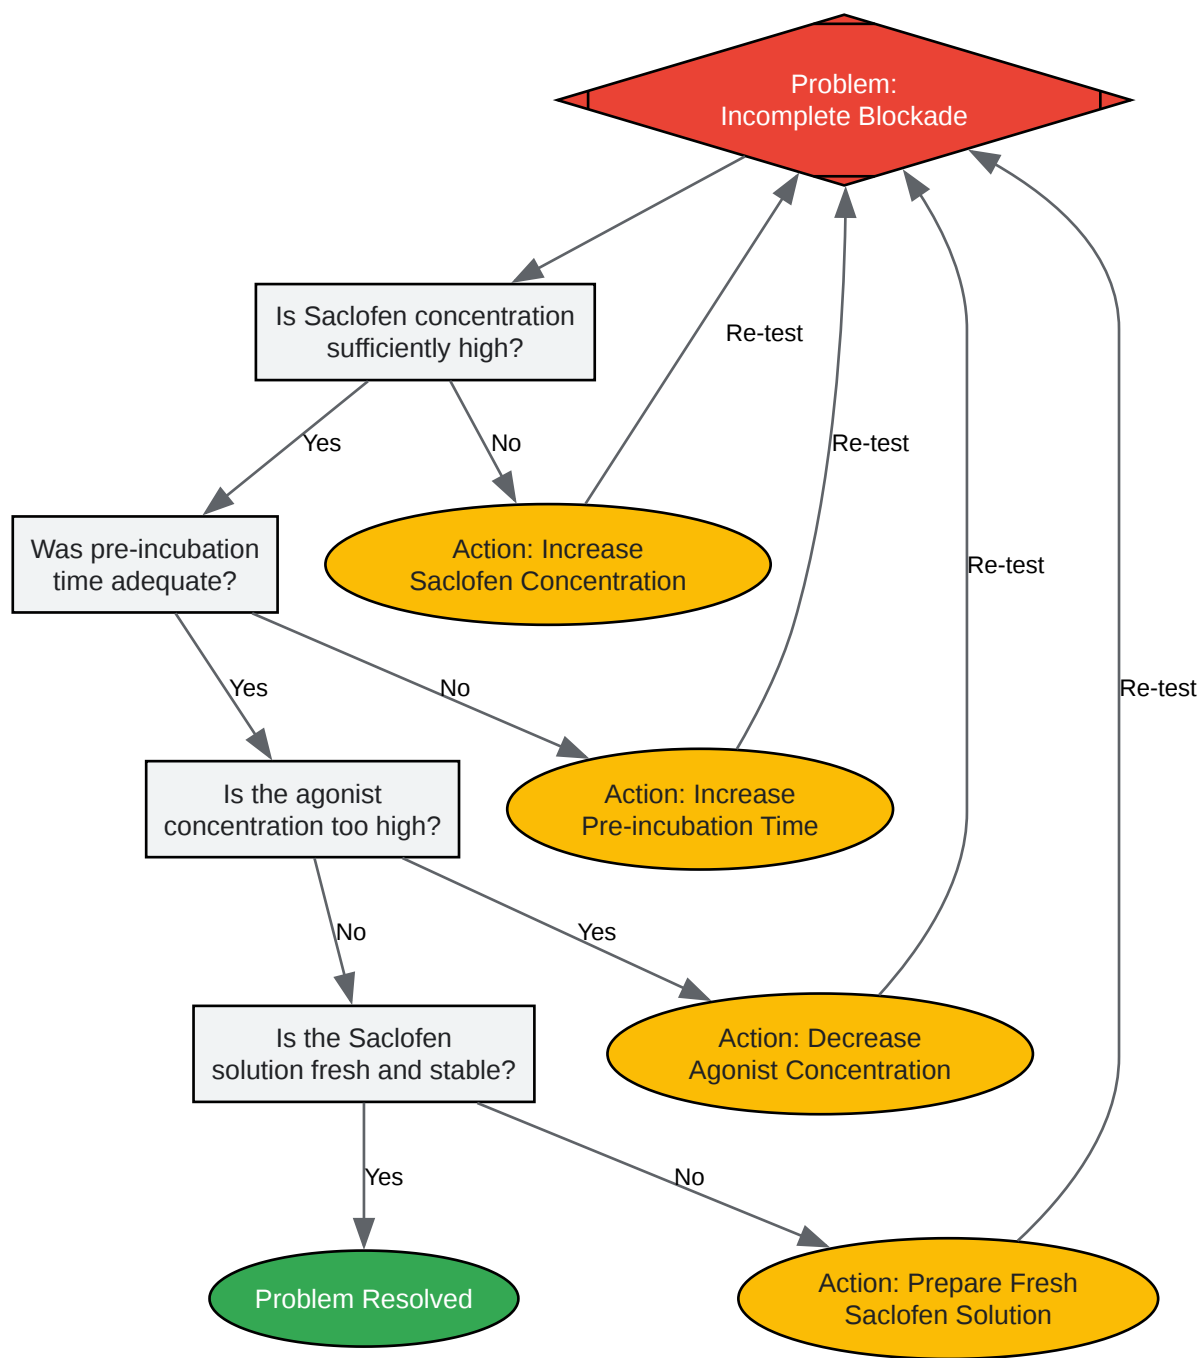 Problem:
Incomplete Blockade
Is Saclofen concentration
sufficiently high?
Re-test
Yes
No
Re-test
Was pre-incubation
time adequate?
Action: Increase
Saclofen Concentration
Re-test
Yes
No
Re-test
Is the agonist
concentration too high?
Action: Increase
Pre-incubation Time
No
Yes
Is the Saclofen
solution fresh and stable?
Action: Decrease
Agonist Concentration
Yes
No
Problem Resolved
Action: Prepare Fresh
Saclofen Solution